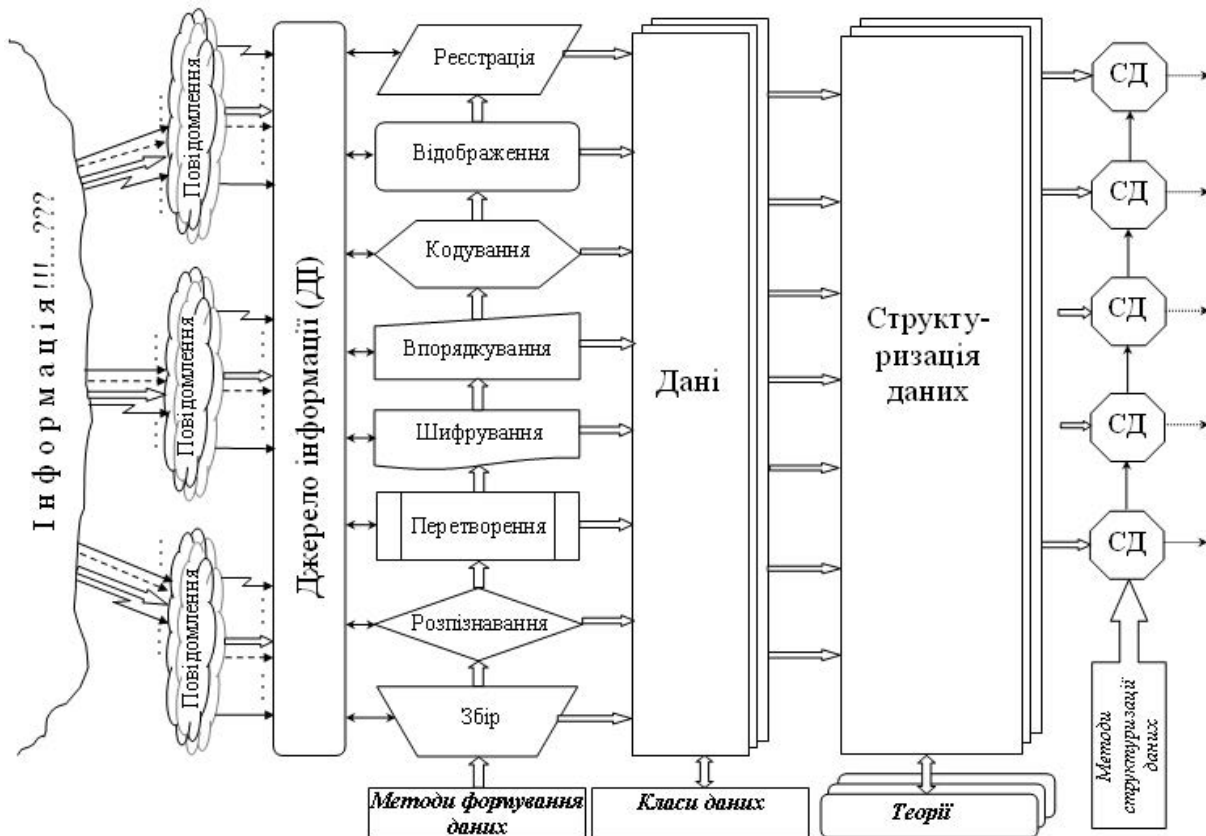 Інформація!!!...???
Повідомлення
Повідомлення
Повідомлення
Джерело інформації (ДІ)
Реєстрація
Відображення
Кодування
Впорядкування
Шифрування
Перетворення
Розпізнавання
Збір
Методи формування
даних
Дані
Класи даних
Структу-
ризація
даних
Теорії
СД
СД
СД
СД
СД
Методи
структуризації
даних